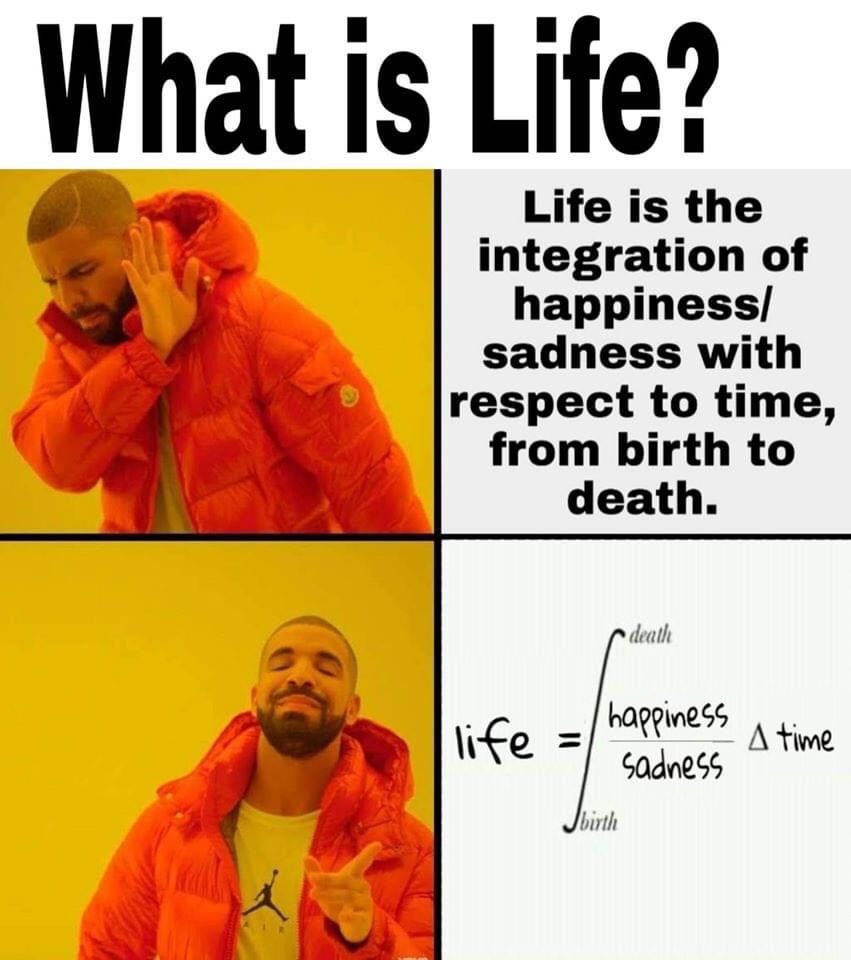 What is Life?
Life is the
integration of
happiness/
sadness with
respect to time,
from birth to
death.
death
life = ∫ happiness Δ time
sadness
birth
AIR